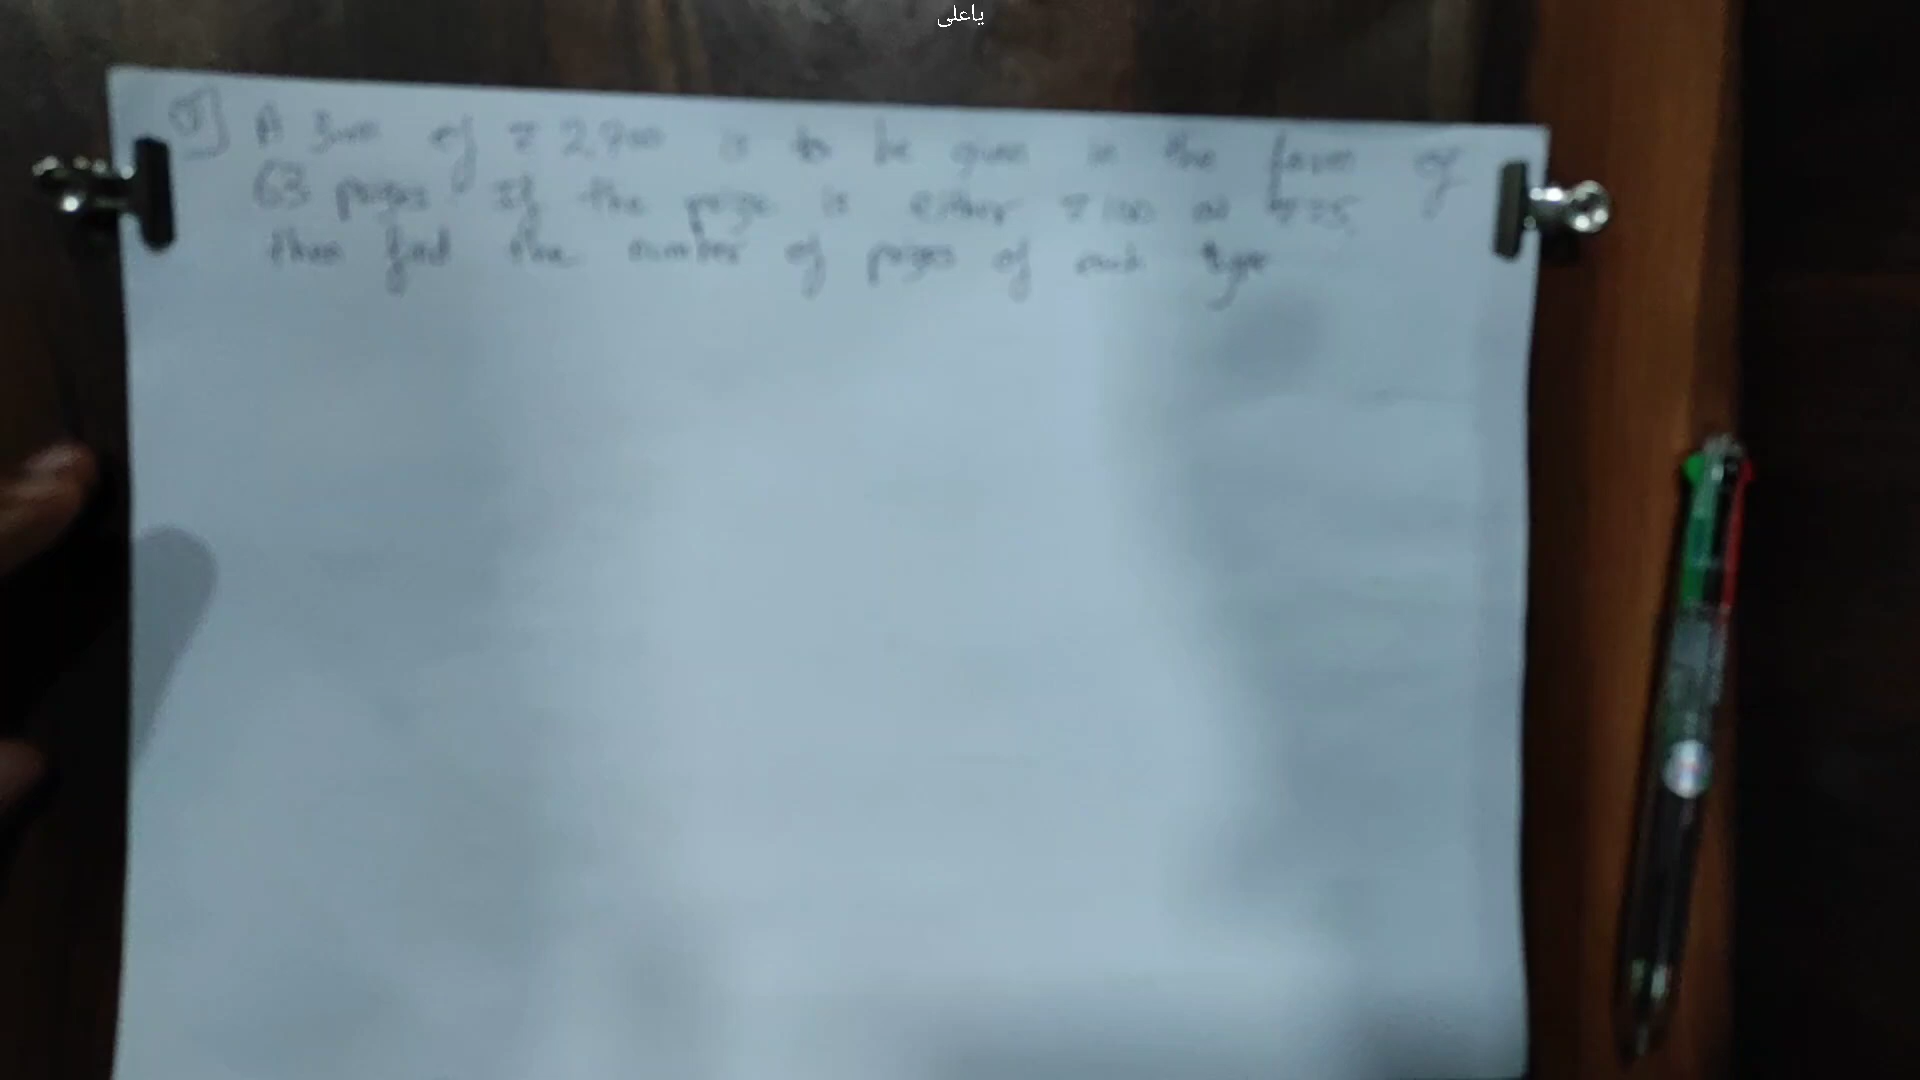 ياعلى
Q] A sum of ₹ 2,700 is to be given in the form of
63 prizes. If the prize is either ₹ 100 or ₹ 25,
then find the number of prizes of each type